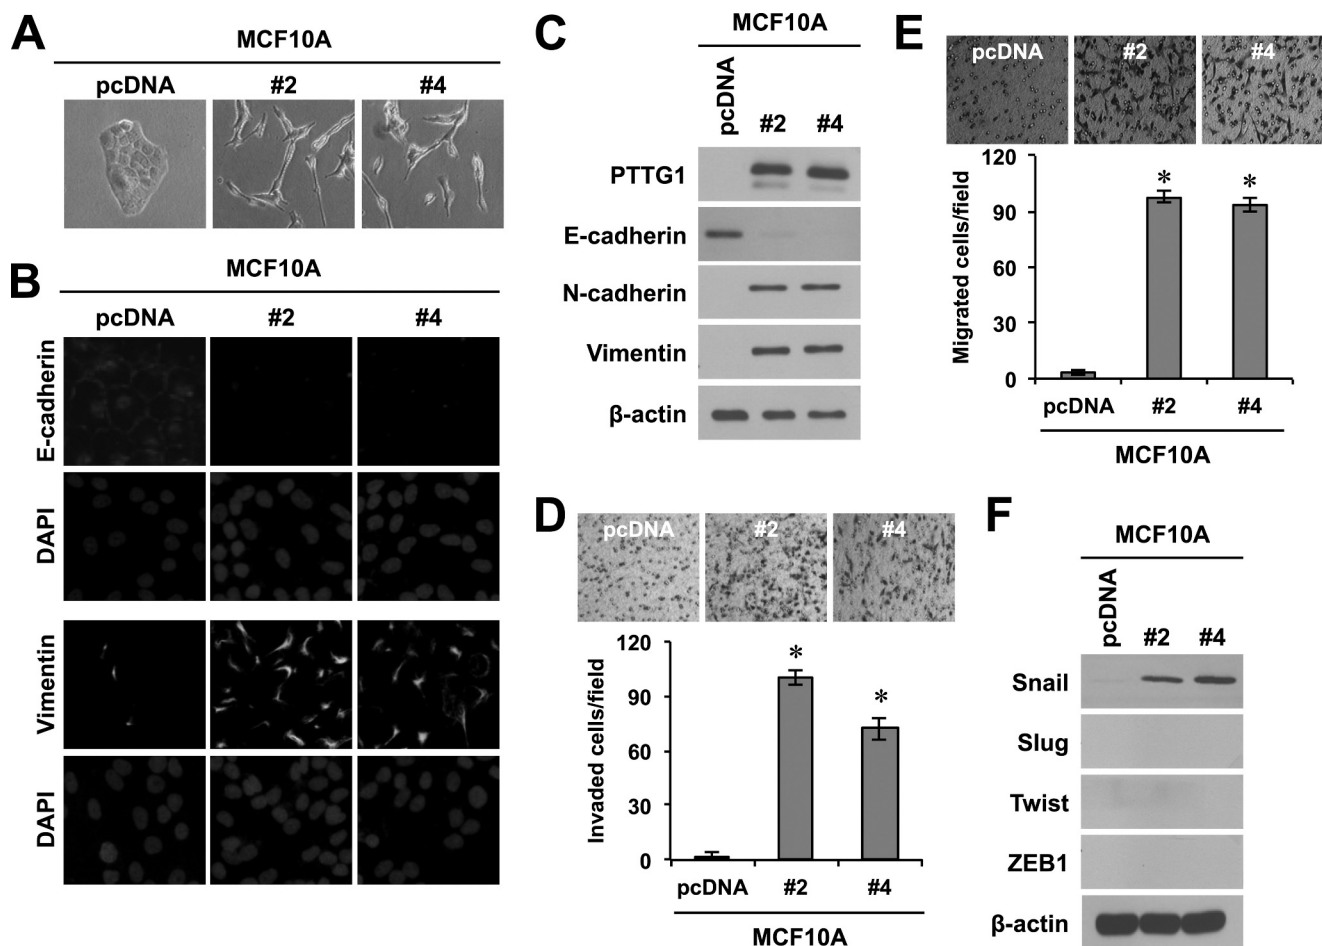 A
MCF10A
pcDNA #2 #4
B
MCF10A
pcDNA #2 #4
E-cadherin
DAPI
Vimentin
DAPI
C
MCF10A
pcDNA #2 #4
PTTG1
E-cadherin
N-cadherin
Vimentin
β-actin
D
pcDNA #2 #4
Invaded cells/field
120
90
60
30
0
* *
pcDNA #2 #4
MCF10A
E
pcDNA #2 #4
Migrated cells/field
120
90
60
30
0
* *
pcDNA #2 #4
MCF10A
F
MCF10A
pcDNA #2 #4
Snail
Slug
Twist
ZEB1
β-actin